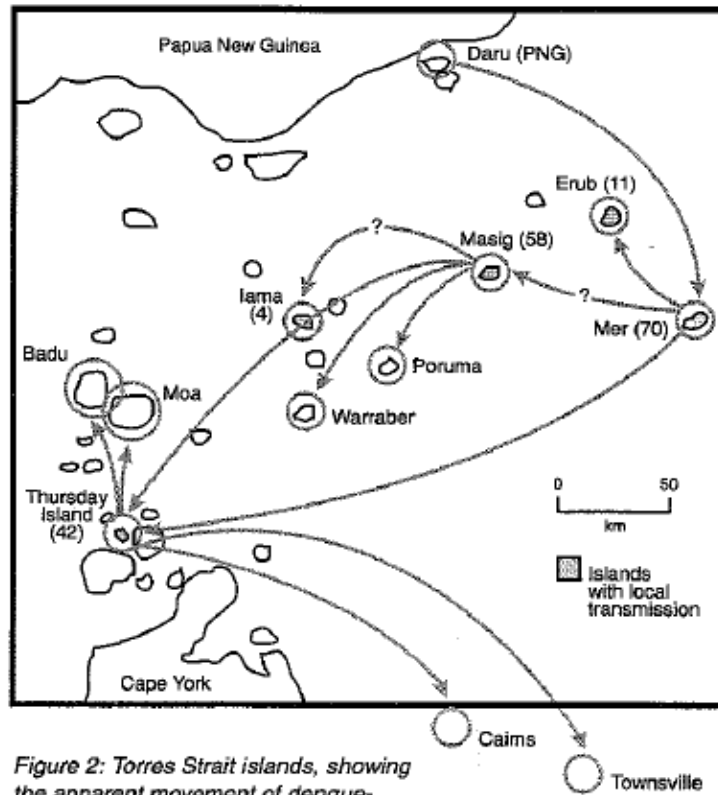 Papua New Guinea
Daru (PNG)
Erub (11)
?
Masig (58)
Iama
(4)
?
Mer (70)
Badu
Moa
Poruma
Warraber
Thursday
Island
(42)
0 50
km
Islands
with local
transmission
Cape York
Cairns
Townsville
Figure 2: Torres Strait islands, showing
the apparent movement of dengue-